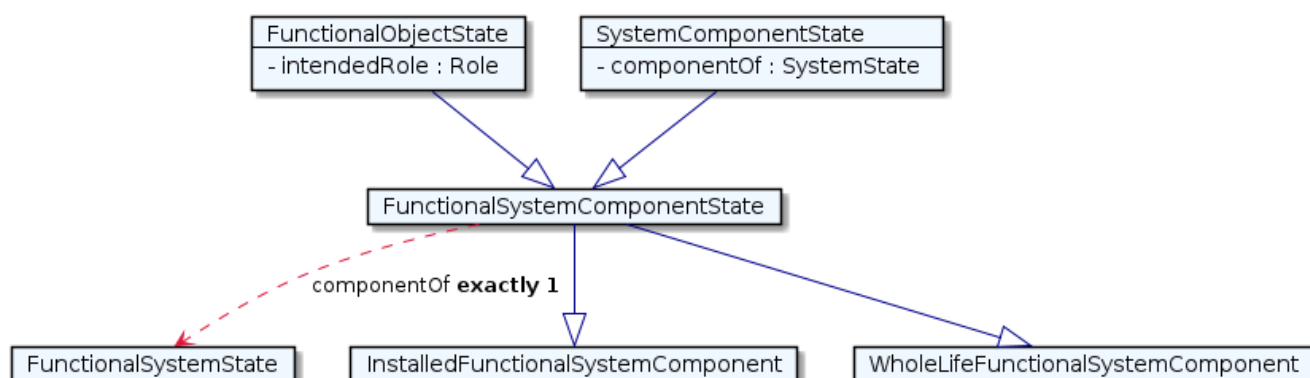 FunctionalObjectState
- intendedRole : Role
SystemComponentState
- componentOf : SystemState
FunctionalSystemComponentState
componentOf exactly 1
FunctionalSystemState
InstalledFunctionalSystemComponent
WholeLifeFunctionalSystemComponent